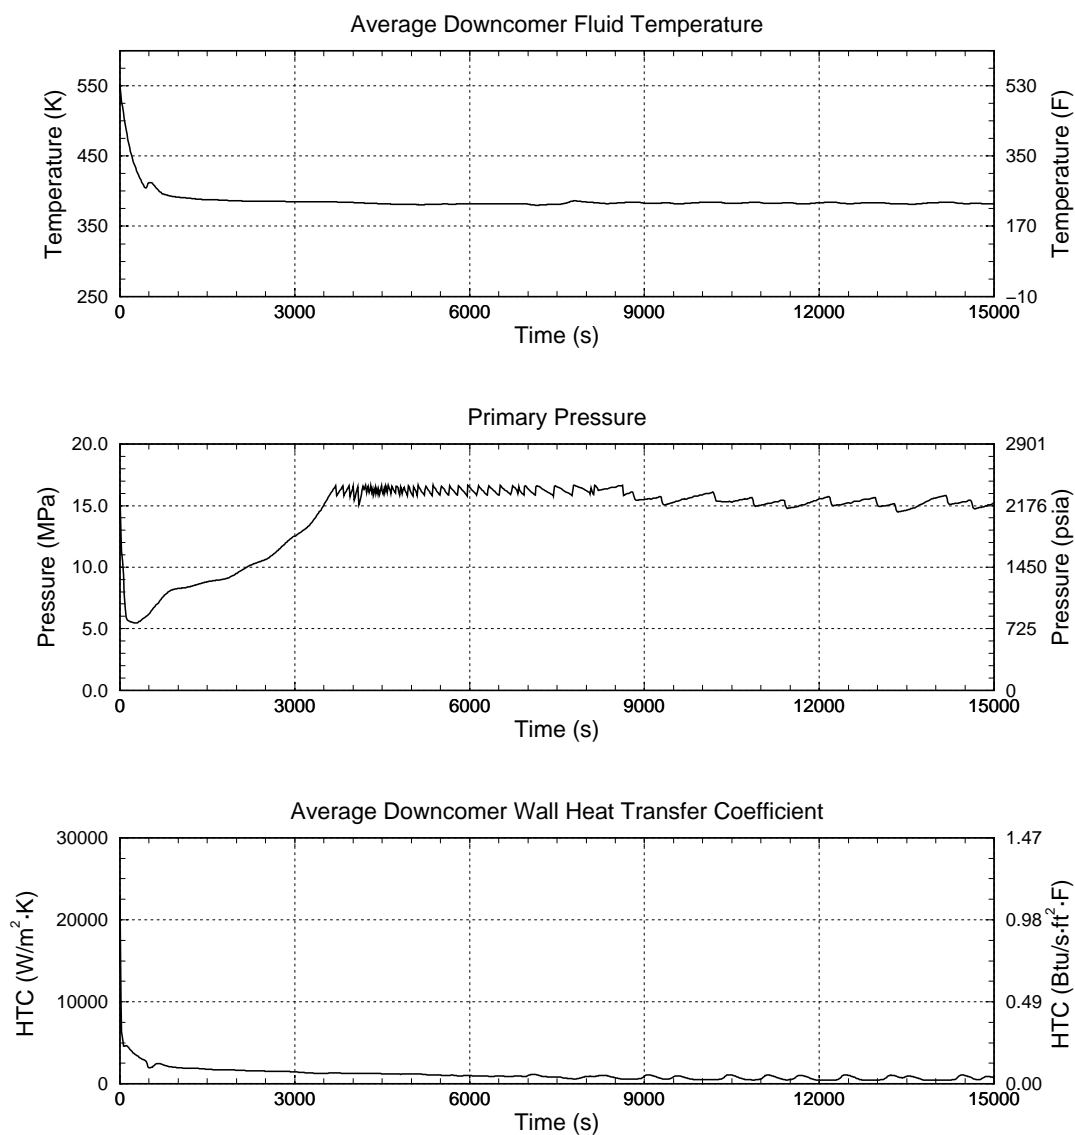 Average Downcomer Fluid Temperature
Temperature (K)
550
450
350
250
530
350
170
−10
Temperature (F)
0 3000 6000 9000 12000 15000
Time (s)
Primary Pressure
Pressure (MPa)
20.0
15.0
10.0
5.0
0.0
2901
2176
1450
725
0
Pressure (psia)
0 3000 6000 9000 12000 15000
Time (s)
Average Downcomer Wall Heat Transfer Coefficient
HTC (W/m²·K)
30000
20000
10000
0
1.47
0.98
0.49
0.00
HTC (Btu/s·ft²·F)
0 3000 6000 9000 12000 15000
Time (s)